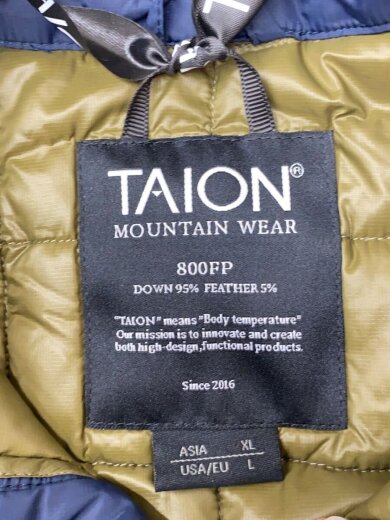 TAION®
MOUNTAIN WEAR
800FP
DOWN 95% FEATHER 5%
"TAION" means "Body temperature"
Our mission is to innovate and create
both high-design,functional products.
Since 2016
ASIA XL
USA/EU L